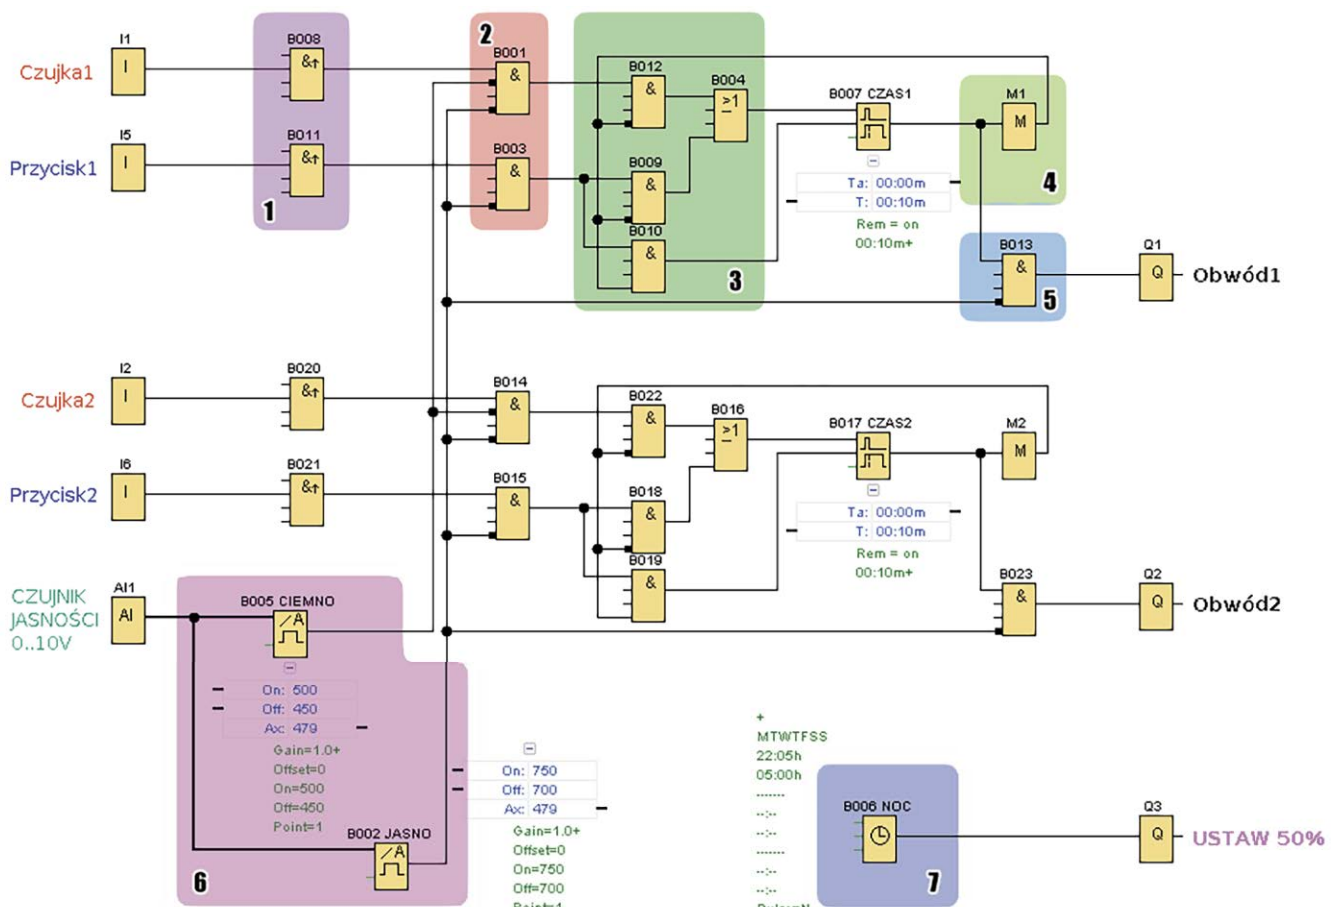 I1
I
Czujka1
B008
&↑
2
B001
&
B012
&
B004
>1
B007 CZAS1
M1
M
I5
I
Przycisk1
B011
&↑
1
B003
&
B009
&
B010
&
3
Ta: 00:00m
T: 00:10m
Rem = on
00:10m+
4
B013
&
5
Q1
Q
Obwód1
I2
I
Czujka2
B020
&↑
B014
&
B022
&
B016
>1
B017 CZAS2
M2
M
I6
I
Przycisk2
B021
&↑
B015
&
B018
&
B019
&
Ta: 00:00m
T: 00:10m
Rem = on
00:10m+
B023
&
Q2
Q
Obwód2
CZUJNIK
JASNOŚCI
0..10V
AI1
AI
B005 CIEMNO
/A
On: 500
Off: 450
Ax: 479
Gain=1.0+
Offset=0
On=500
Off=450
Point=1
B002 JASNO
/A
6
On: 750
Off: 700
Ax: 479
Gain=1.0+
Offset=0
On=750
Off=700
+
MTWTFSS
22:05h
05:00h
-------
--:--
--:--
-------
--:--
--:--
B006 NOC
7
Q3
Q
USTAW 50%